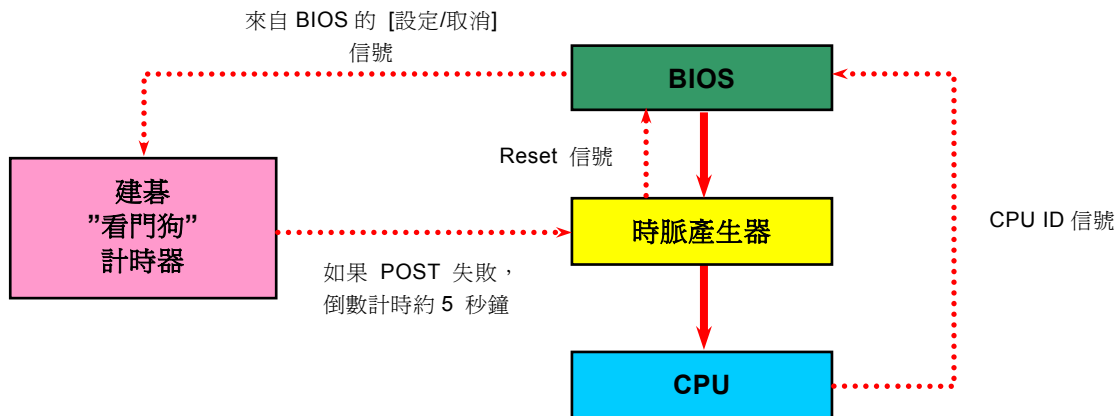 來自 BIOS 的 [設定/取消]
信號
BIOS
Reset 信號
建碁
”看門狗”
計時器
時脈產生器
CPU ID 信號
如果 POST 失敗，
倒數計時約 5 秒鐘
CPU